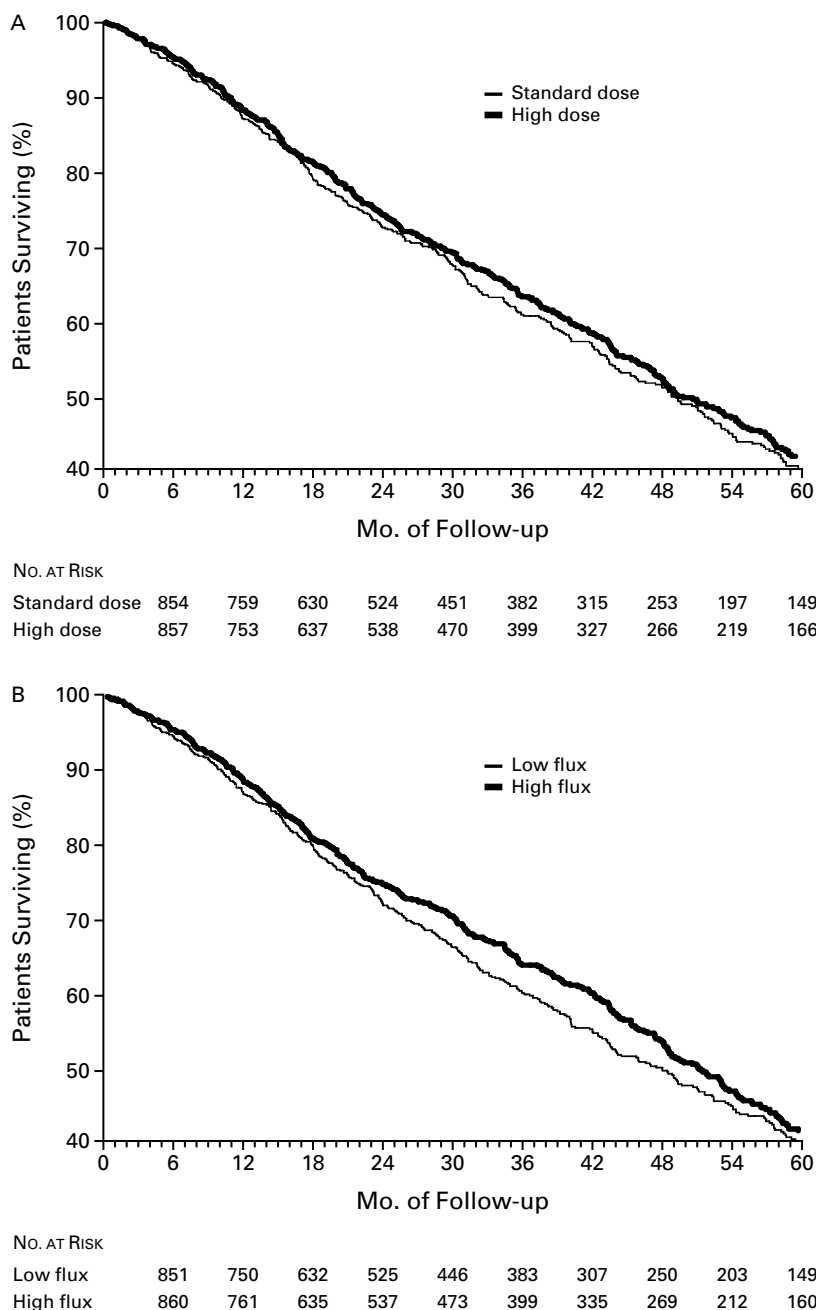 A
100
90
80
70
60
50
40
Patients Surviving (%)
Standard dose
High dose
0 6 12 18 24 30 36 42 48 54 60
Mo. of Follow-up
NO. AT RISK
Standard dose 854 759 630 524 451 382 315 253 197 149
High dose 857 753 637 538 470 399 327 266 219 166
B
100
90
80
70
60
50
40
Patients Surviving (%)
Low flux
High flux
0 6 12 18 24 30 36 42 48 54 60
Mo. of Follow-up
NO. AT RISK
Low flux 851 750 632 525 446 383 307 250 203 149
High flux 860 761 635 537 473 399 335 269 212 160